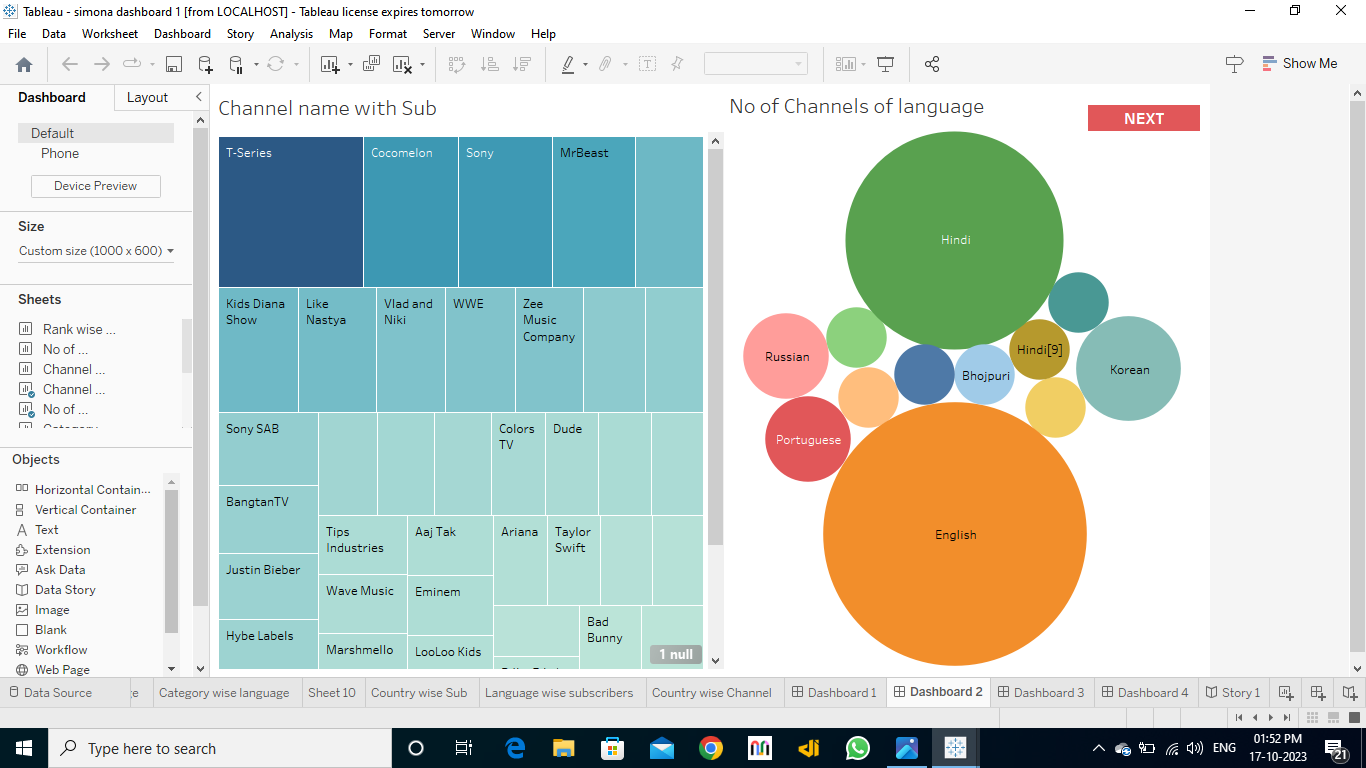 Tableau - simona dashboard 1 [from LOCALHOST] - Tableau license expires tomorrow
File Data Worksheet Dashboard Story Analysis Map Format Server Window Help
Show Me
Dashboard Layout
Default
Phone
Device Preview
Size
Custom size (1000 x 600)
Sheets
Rank wise ...
No of ...
Channel ...
Channel ...
No of ...
Objects
Horizontal Contain...
Vertical Container
Text
Extension
Ask Data
Data Story
Image
Blank
Workflow
Web Page
Channel name with Sub
T-Series
Cocomelon
Sony
MrBeast
Kids Diana
Show
Like
Nastya
Vlad and
Niki
WWE
Zee
Music
Company
Sony SAB
Colors
TV
Dude
BangtanTV
Tips
Industries
Aaj Tak
Ariana
Taylor
Swift
Justin Bieber
Wave Music
Eminem
Hybe Labels
Marshmello
LooLoo Kids
Bad
Bunny
1 null
No of Channels of language
NEXT
Hindi
Russian
Hindi[9]
Bhojpuri
Korean
Portuguese
English
Data Source
Category wise language
Sheet 10
Country wise Sub
Language wise subscribers
Country wise Channel
Dashboard 1
Dashboard 2
Dashboard 3
Dashboard 4
Story 1
Type here to search
ENG
01:52 PM
17-10-2023
21